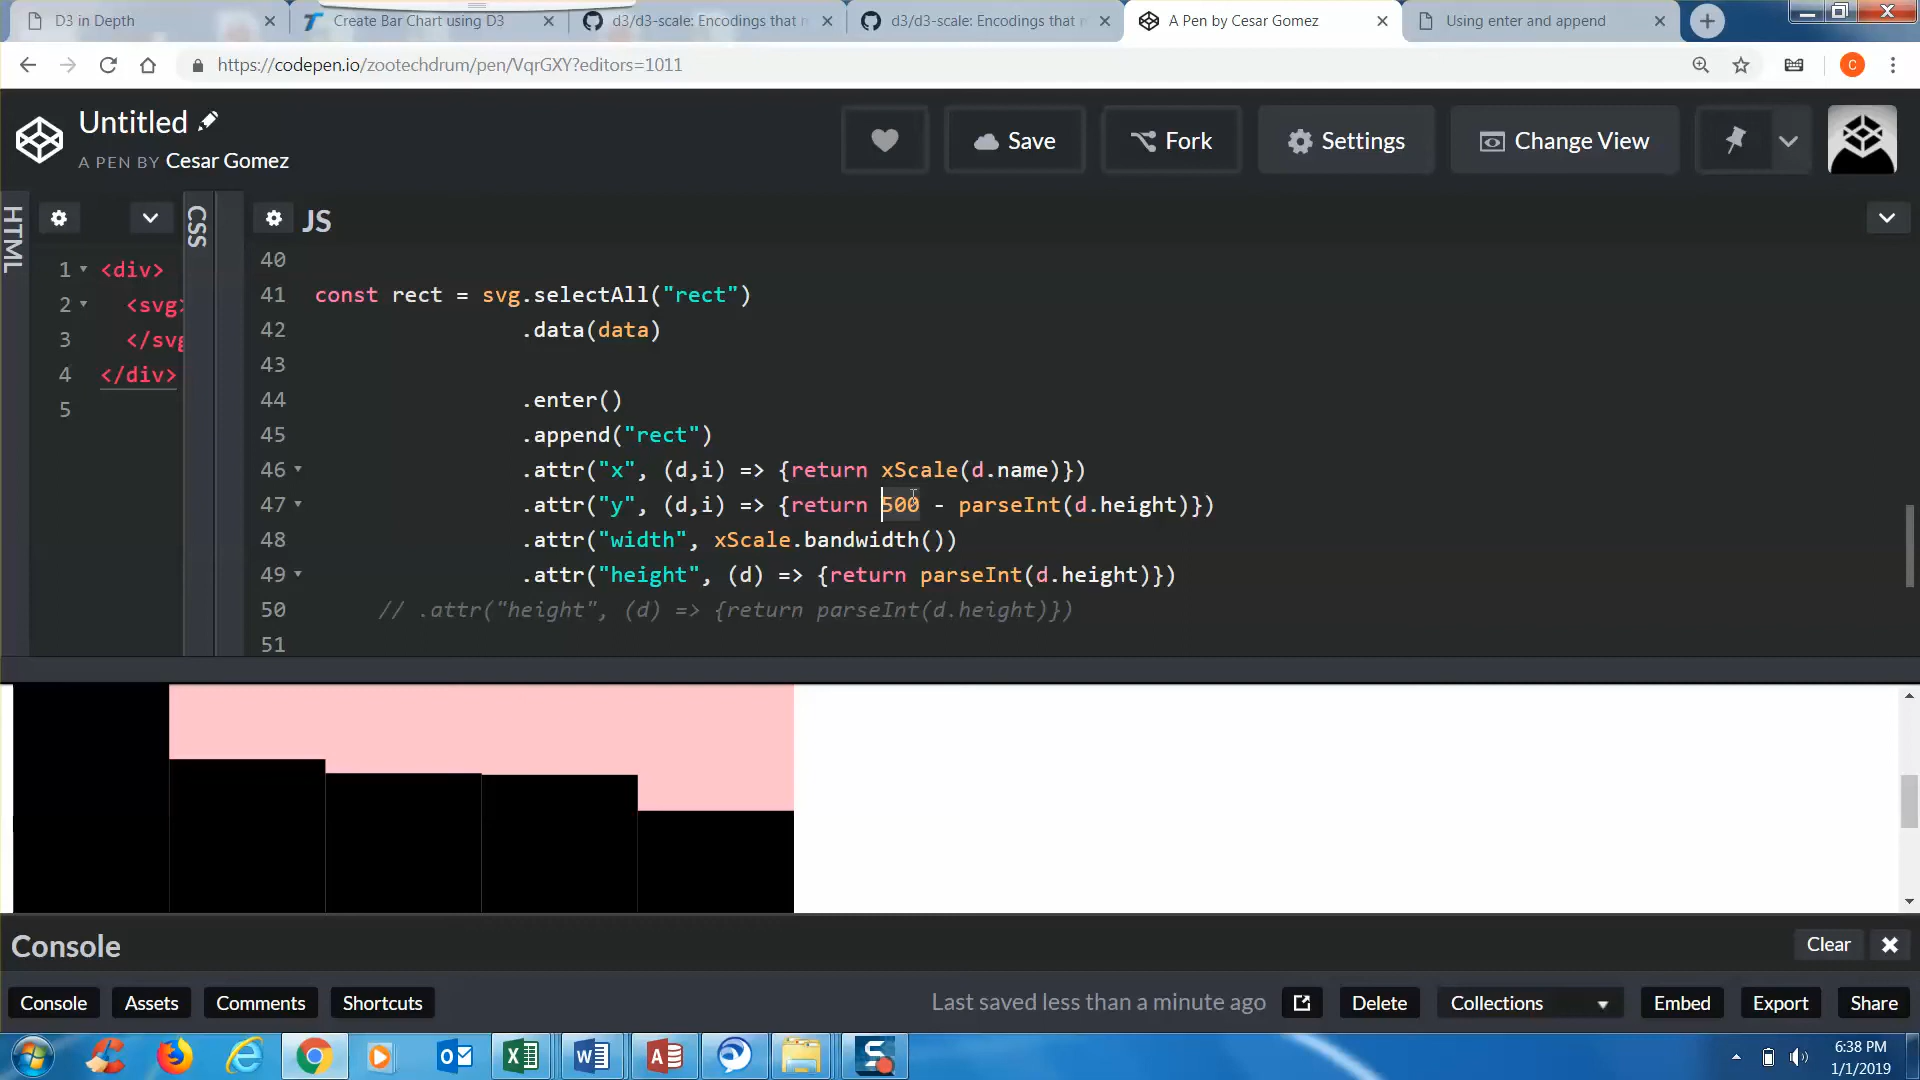 D3 in Depth
Create Bar Chart using D3
d3/d3-scale: Encodings that
d3/d3-scale: Encodings that
A Pen by Cesar Gomez
Using enter and append
https://codepen.io/zootechdrum/pen/VqrGXY?editors=1011
C
Untitled
A PEN BY Cesar Gomez
Save
Fork
Settings
Change View
HTML
CSS
JS
1 <div>
2 <svg>
3 </svg
4 </div>
5
40
41 const rect = svg.selectAll("rect")
42 .data(data)
43
44 .enter()
45 .append("rect")
46 .attr("x", (d,i) => {return xScale(d.name)})
47 .attr("y", (d,i) => {return 500 - parseInt(d.height)})
48 .attr("width", xScale.bandwidth())
49 .attr("height", (d) => {return parseInt(d.height)})
50 // .attr("height", (d) => {return parseInt(d.height)})
51
Console
Clear
Console
Assets
Comments
Shortcuts
Last saved less than a minute ago
Delete
Collections
Embed
Export
Share
6:38 PM
1/1/2019